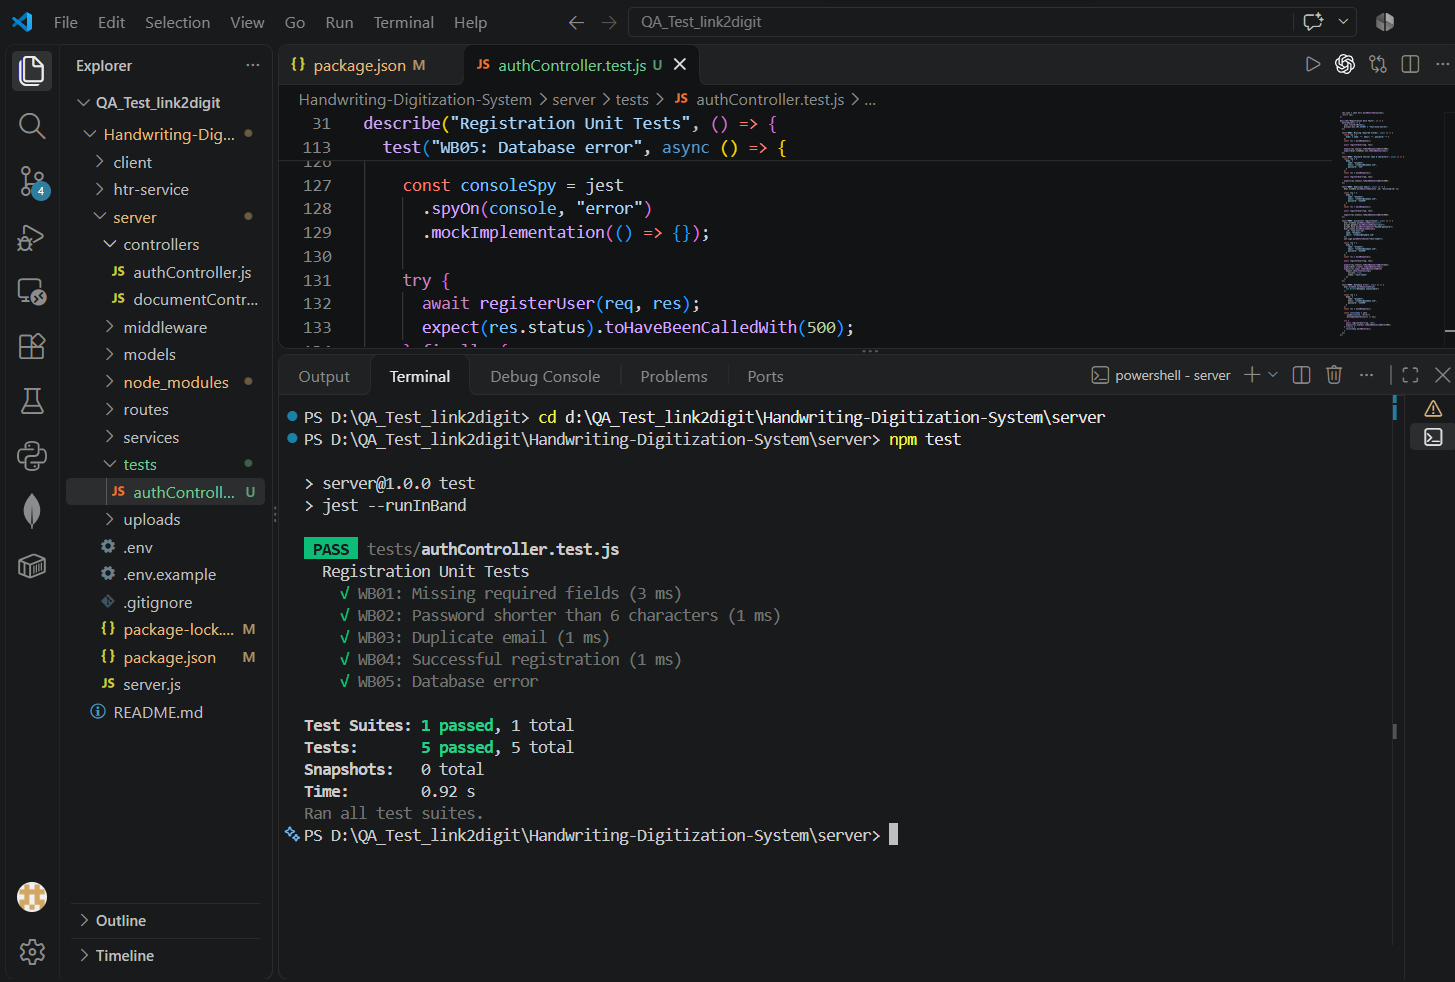 File Edit Selection View Go Run Terminal Help
QA_Test_link2digit
Explorer
QA_Test_link2digit
Handwriting-Dig...
client
htr-service
4
server
controllers
JS authController.js
JS documentContr...
middleware
models
node_modules
routes
services
tests
JS authControll... U
uploads
.env
.env.example
.gitignore
{} package-lock.... M
{} package.json M
JS server.js
README.md
Outline
Timeline
{} package.json M
JS authController.test.js U
Handwriting-Digitization-System > server > tests > JS authController.test.js > ...
31 describe("Registration Unit Tests", () => {
113 test("WB05: Database error", async () => {
126
127 const consoleSpy = jest
128 .spyOn(console, "error")
129 .mockImplementation(() => {});
130
131 try {
132 await registerUser(req, res);
133 expect(res.status).toHaveBeenCalledWith(500);
Output Terminal Debug Console Problems Ports
powershell - server
PS D:\QA_Test_link2digit> cd d:\QA_Test_link2digit\Handwriting-Digitization-System\server
PS D:\QA_Test_link2digit\Handwriting-Digitization-System\server> npm test
> server@1.0.0 test
> jest --runInBand
PASS tests/authController.test.js
Registration Unit Tests
√ WB01: Missing required fields (3 ms)
√ WB02: Password shorter than 6 characters (1 ms)
√ WB03: Duplicate email (1 ms)
√ WB04: Successful registration (1 ms)
√ WB05: Database error
Test Suites: 1 passed, 1 total
Tests: 5 passed, 5 total
Snapshots: 0 total
Time: 0.92 s
Ran all test suites.
PS D:\QA_Test_link2digit\Handwriting-Digitization-System\server>